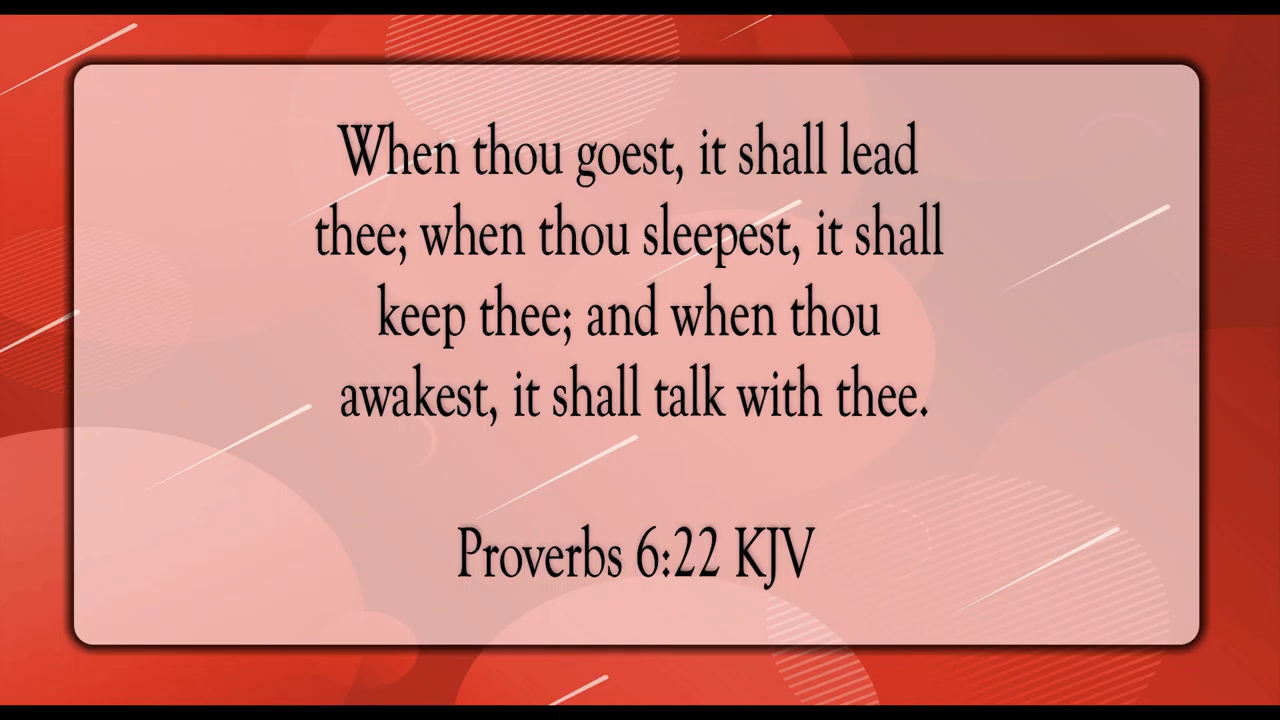 When thou goest, it shall lead
thee; when thou sleepest, it shall
keep thee; and when thou
awakest, it shall talk with thee.
Proverbs 6:22 KJV